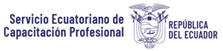 Servicio Ecuatoriano de
Capacitación Profesional
REPÚBLICA
DEL ECUADOR